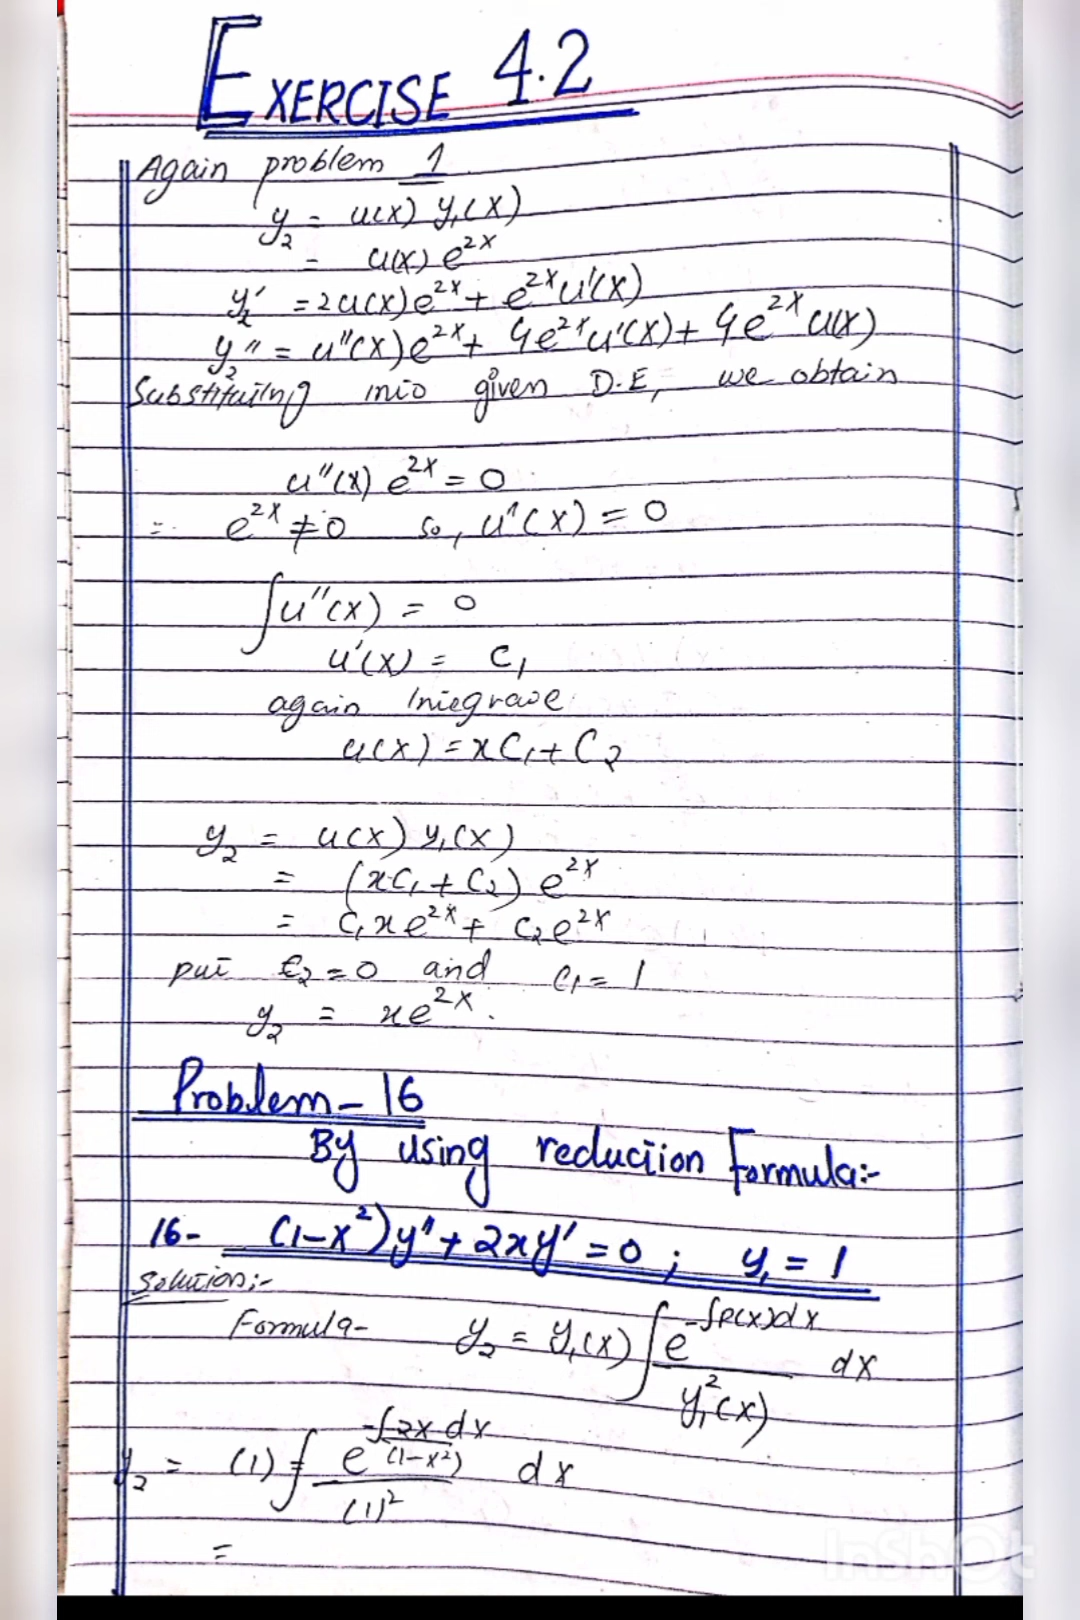 EXERCISE 4.2
Again problem 1
y₂ = u(x) y₁(x)
= u(x) e^2x
y₂' = 2u(x)e^2x + e^2x u'(x)
y₂'' = u''(x)e^2x + 4e^2x u'(x) + 4e^2x u(x)
Substituting into given D.E, we obtain
u''(x) e^2x = 0
∵ e^2x ≠ 0 so, u''(x) = 0
∫u''(x) = 0
u'(x) = C₁
again Integrate
u(x) = xC₁ + C₂
y₂ = u(x) y₁(x)
= (xC₁ + C₂) e^2x
= C₁xe^2x + C₂e^2x
put C₂ = 0 and C₁ = 1
y₂ = xe^2x.
Problem - 16
By using reduction Formula:-
16- (1-x²)y'' + 2xy' = 0 ; y₁ = 1
Solution:-
Formula- y₂ = y₁(x) ∫ e^-∫P(x)dx / y₁²(x) dx
y₂ = (1) ∫ e^-∫2x dx/(1-x²) / (1)² dx
=
InShOt